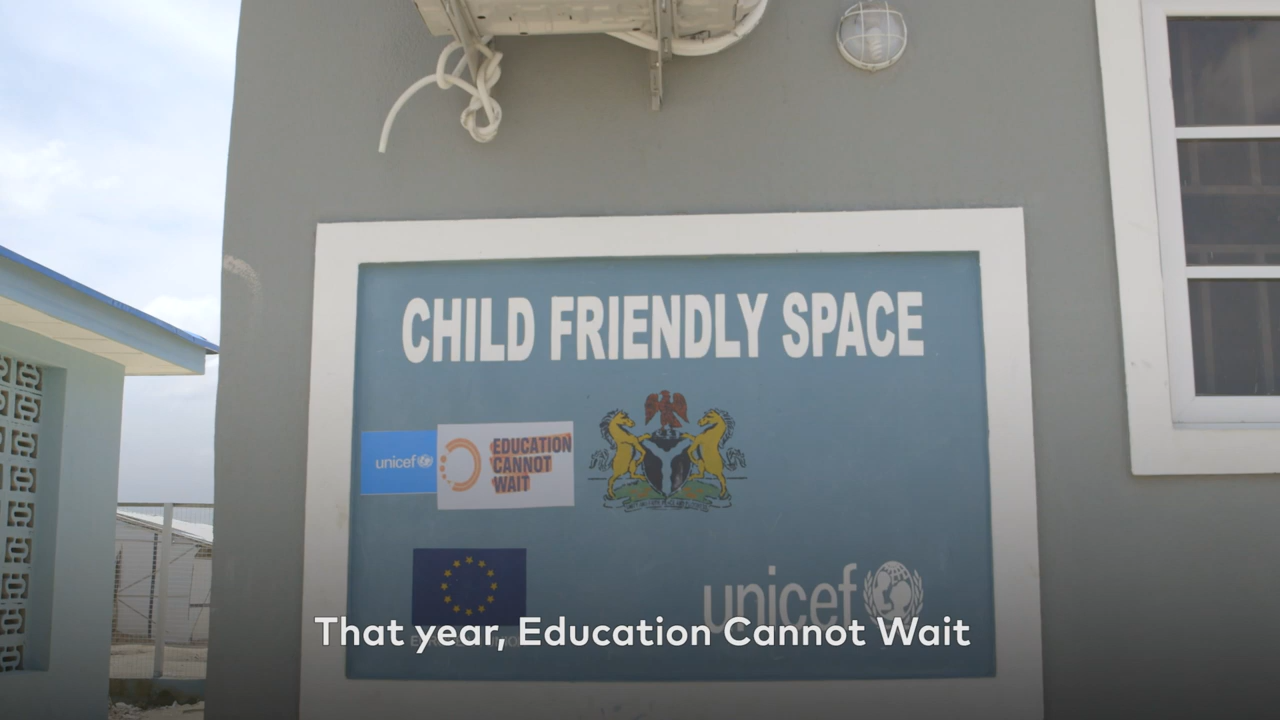 CHILD FRIENDLY SPACE
unicef
EDUCATION
CANNOT
WAIT
unicef
That year, Education Cannot Wait